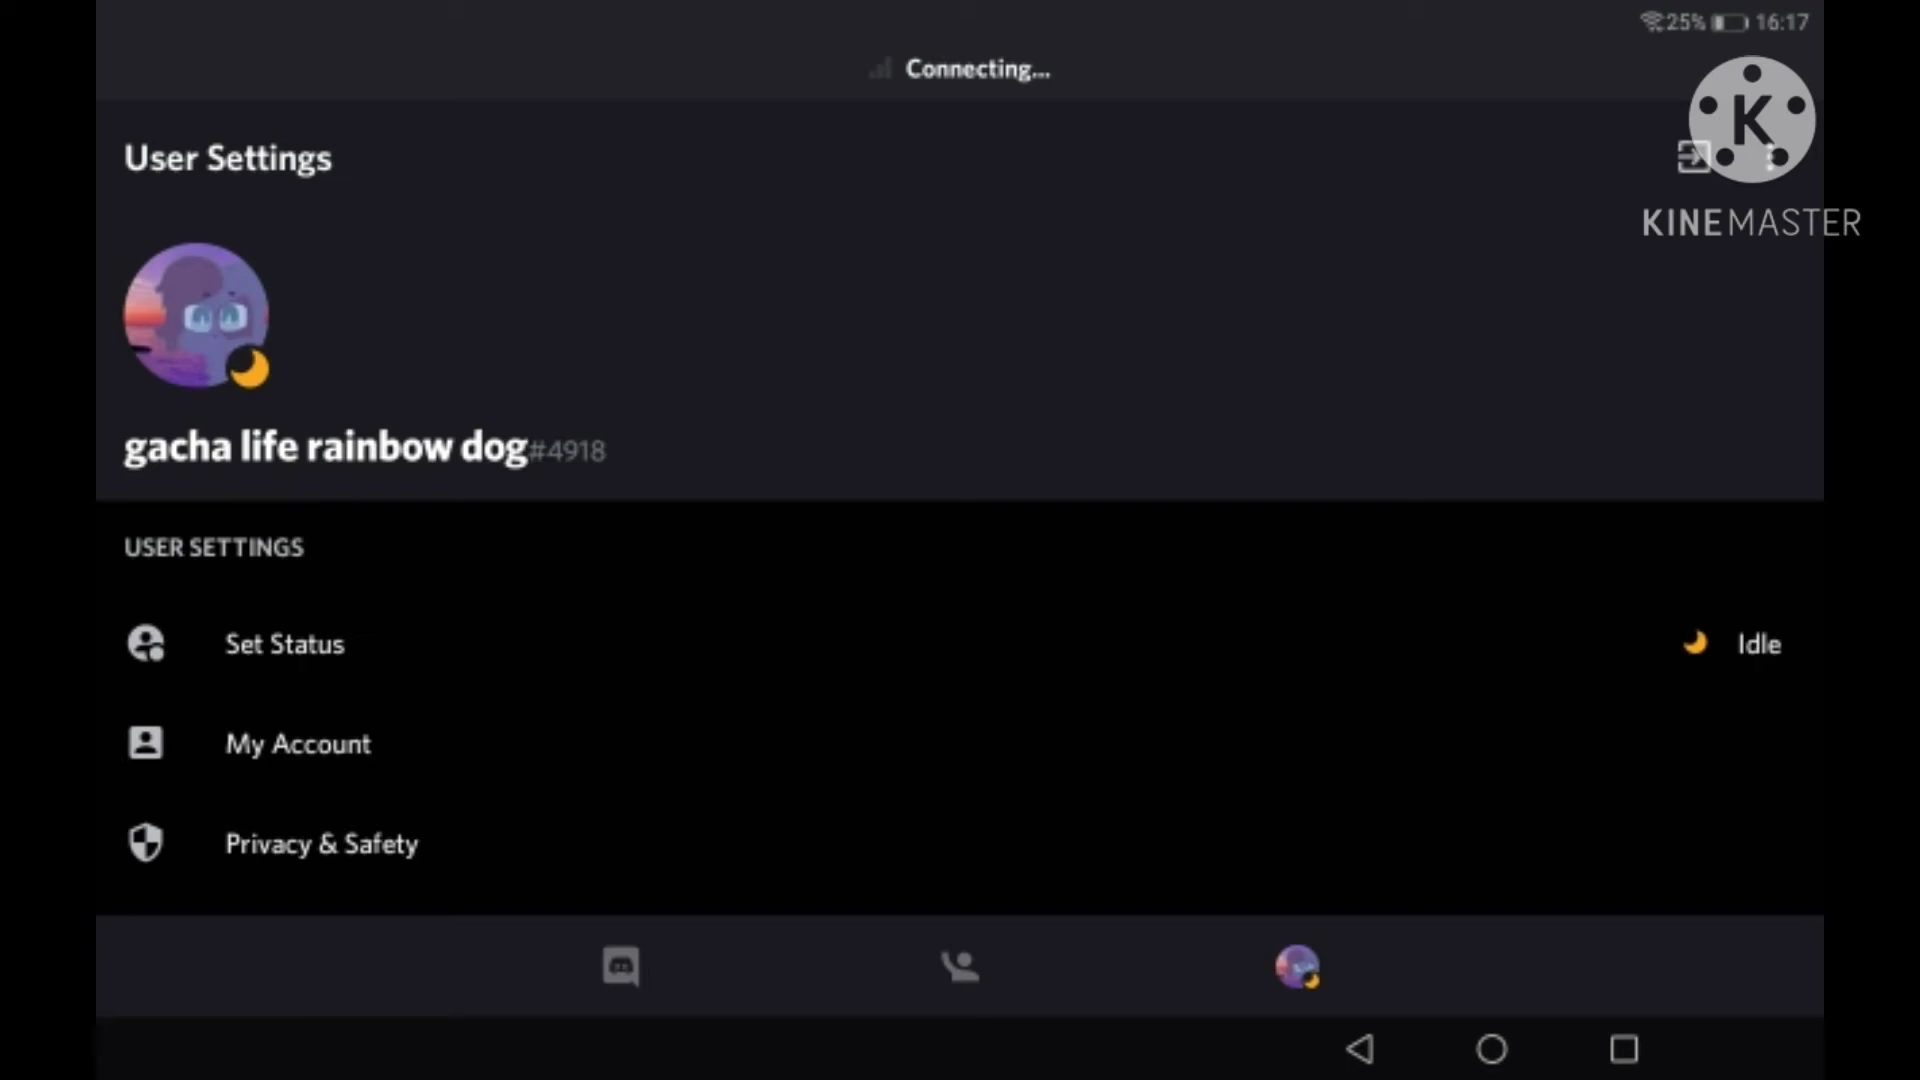 25% 16:17
Connecting...
User Settings
K
KINEMASTER
gacha life rainbow dog#4918
USER SETTINGS
Set Status
Idle
My Account
Privacy & Safety